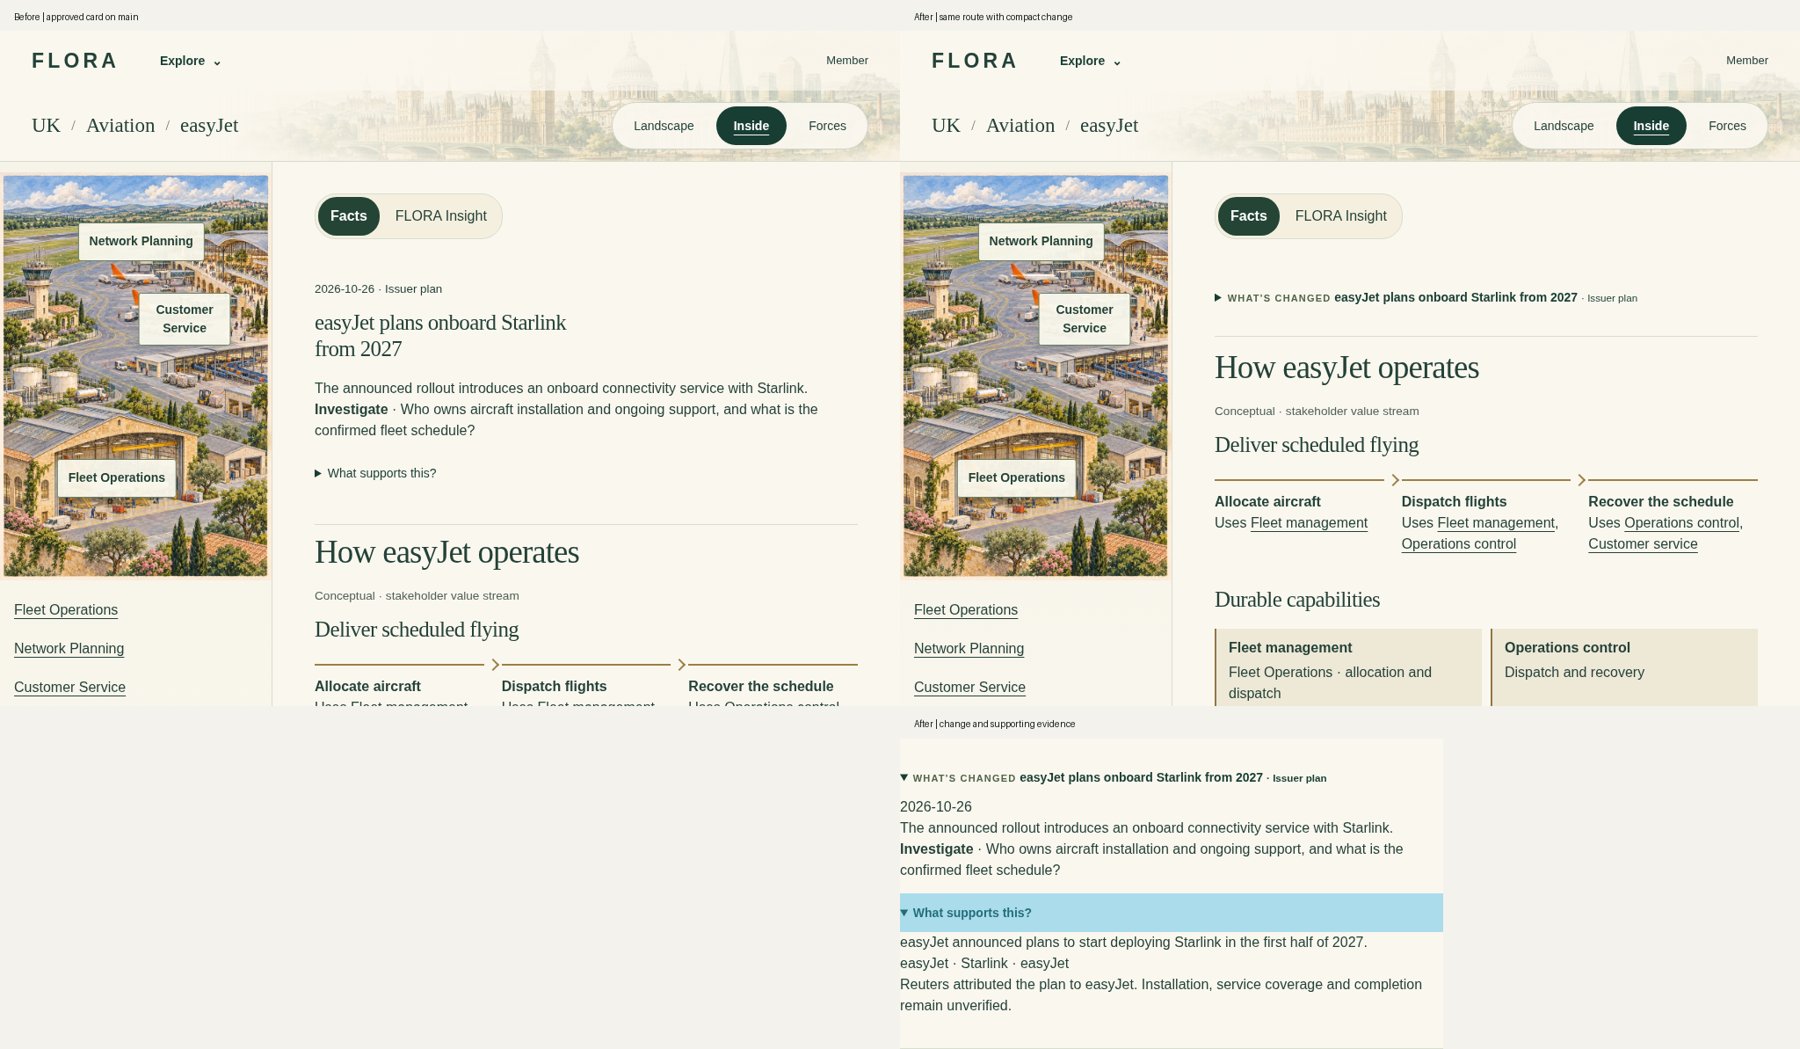 Before | approved card on main
FLORA
Explore
Member
UK / Aviation / easyJet
Landscape
Inside
Forces
Network Planning
Customer
Service
Fleet Operations
Fleet Operations
Network Planning
Customer Service
Facts
FLORA Insight
2026-10-26 · Issuer plan
easyJet plans onboard Starlink
from 2027
The announced rollout introduces an onboard connectivity service with Starlink.
Investigate · Who owns aircraft installation and ongoing support, and what is the
confirmed fleet schedule?
What supports this?
How easyJet operates
Conceptual · stakeholder value stream
Deliver scheduled flying
Allocate aircraft
Uses Fleet management
Dispatch flights
Uses Fleet management
Recover the schedule
Uses Operations control
After | same route with compact change
FLORA
Explore
Member
UK / Aviation / easyJet
Landscape
Inside
Forces
Network Planning
Customer
Service
Fleet Operations
Fleet Operations
Network Planning
Customer Service
Facts
FLORA Insight
WHAT'S CHANGED easyJet plans onboard Starlink from 2027 · Issuer plan
How easyJet operates
Conceptual · stakeholder value stream
Deliver scheduled flying
Allocate aircraft
Uses Fleet management
Dispatch flights
Uses Fleet management,
Operations control
Recover the schedule
Uses Operations control,
Customer service
Durable capabilities
Fleet management
Fleet Operations · allocation and
dispatch
Operations control
Dispatch and recovery
After | change and supporting evidence
WHAT'S CHANGED easyJet plans onboard Starlink from 2027 · Issuer plan
2026-10-26
The announced rollout introduces an onboard connectivity service with Starlink.
Investigate · Who owns aircraft installation and ongoing support, and what is the
confirmed fleet schedule?
What supports this?
easyJet announced plans to start deploying Starlink in the first half of 2027.
easyJet · Starlink · easyJet
Reuters attributed the plan to easyJet. Installation, service coverage and completion
remain unverified.